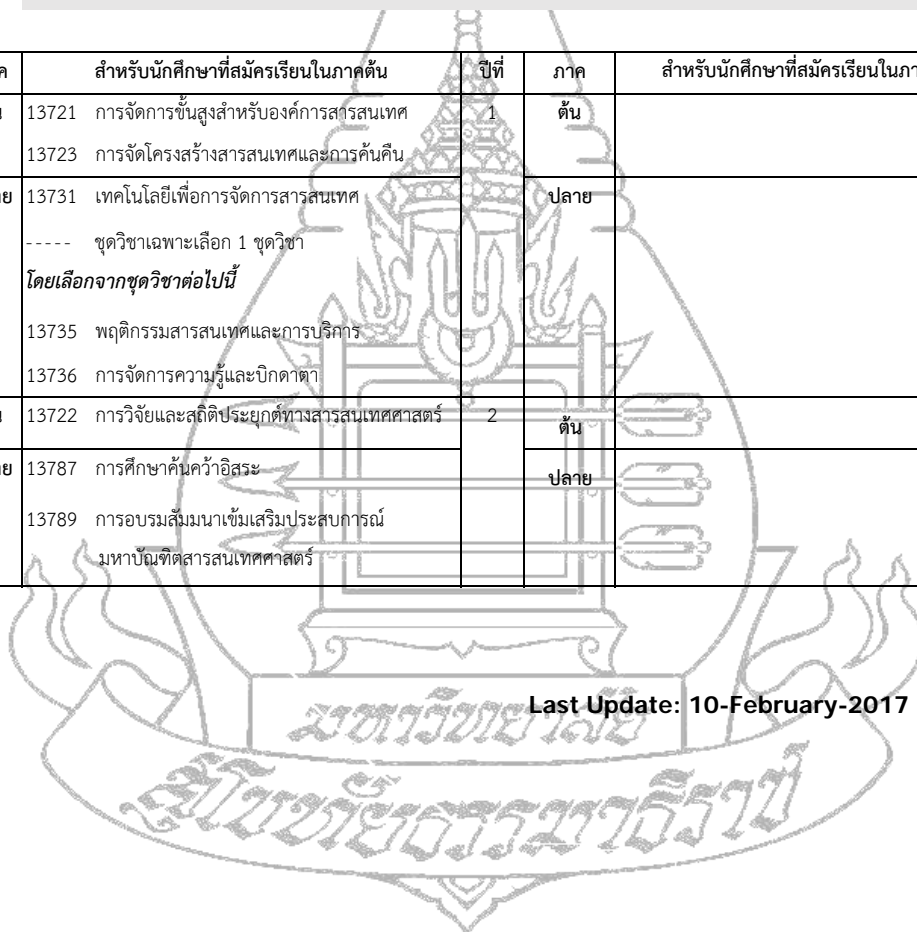 ค สำหรับนักศึกษาที่สมัครเรียนในภาคต้น ปีที่ ภาค สำหรับนักศึกษาที่สมัครเรียนในภา
น 13721 การจัดการขั้นสูงสำหรับองค์การสารสนเทศ 1 ต้น
13723 การจัดโครงสร้างสารสนเทศและการค้นคืน
าย 13731 เทคโนโลยีเพื่อการจัดการสารสนเทศ ปลาย
----- ชุดวิชาเฉพาะเลือก 1 ชุดวิชา
โดยเลือกจากชุดวิชาต่อไปนี้
13735 พฤติกรรมสารสนเทศและการบริการ
13736 การจัดการความรู้และบิกดาตา
น 13722 การวิจัยและสถิติประยุกต์ทางสารสนเทศศาสตร์ 2 ต้น
าย 13787 การศึกษาค้นคว้าอิสระ ปลาย
13789 การอบรมสัมมนาเข้มเสริมประสบการณ์
มหาบัณฑิตสารสนเทศศาสตร์
Last Update: 10-February-2017
มหาวิทยาลัย
สุโขทัยธรรมาธิราช